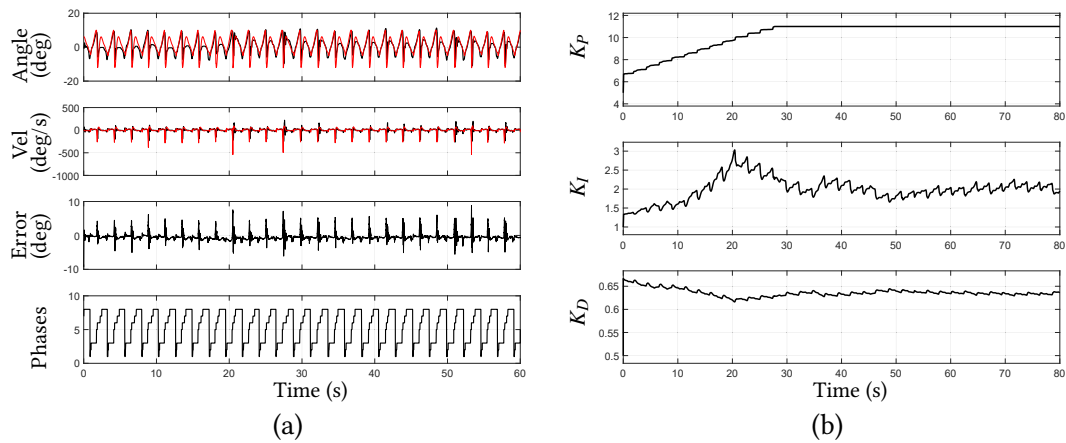 Angle
(deg)
20
0
-20
Vel
(deg/s)
500
0
-500
-1000
Error
(deg)
10
0
-10
Phases
10
5
0
0 10 20 30 40 50 60
Time (s)
(a)
K_P
12
10
8
6
4
0 10 20 30 40 50 60 70 80
K_I
3
2.5
2
1.5
1
0 10 20 30 40 50 60 70 80
K_D
0.65
0.6
0.55
0.5
0 10 20 30 40 50 60 70 80
Time (s)
(b)